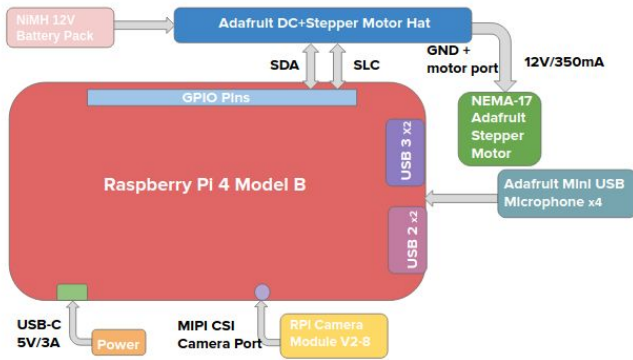 NiMH 12V
Battery Pack
Adafruit DC+Stepper Motor Hat
SDA
SLC
GND +
motor port
12V/350mA
GPIO Pins
NEMA-17
Adafruit
Stepper
Motor
USB 3 x2
Raspberry Pi 4 Model B
Adafruit Mini USB
Microphone x4
USB 2 x2
USB-C
5V/3A
Power
MIPI CSI
Camera Port
RPI Camera
Module V2-8